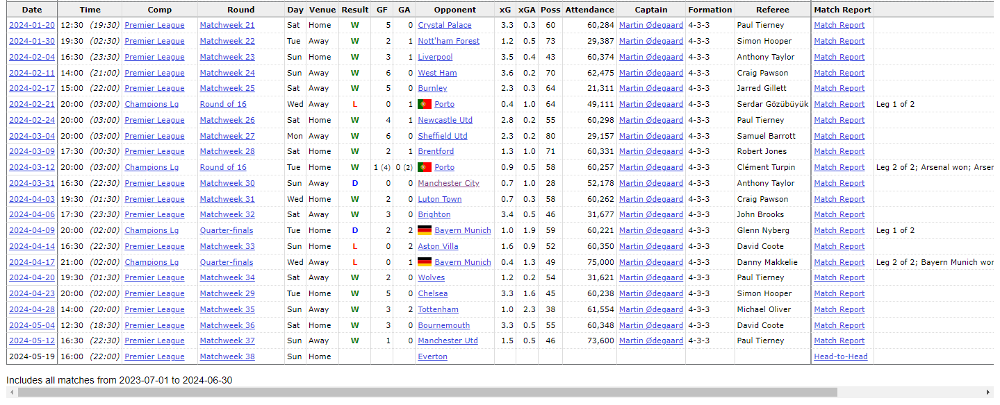 Date Time Comp Round Day Venue Result GF GA Opponent xG xGA Poss Attendance Captain Formation Referee Match Report
2024-01-20 12:30 (19:30) Premier League Matchweek 21 Sat Home W 5 0 Crystal Palace 3.3 0.3 60 60,284 Martin Ødegaard 4-3-3 Paul Tierney Match Report
2024-01-30 19:30 (02:30) Premier League Matchweek 22 Tue Away W 2 1 Nott'ham Forest 1.2 0.5 73 29,387 Martin Ødegaard 4-3-3 Simon Hooper Match Report
2024-02-04 16:30 (23:30) Premier League Matchweek 23 Sun Home W 3 1 Liverpool 3.5 0.4 43 60,374 Martin Ødegaard 4-3-3 Anthony Taylor Match Report
2024-02-11 14:00 (21:00) Premier League Matchweek 24 Sun Away W 6 0 West Ham 3.6 0.2 70 62,475 Martin Ødegaard 4-3-3 Craig Pawson Match Report
2024-02-17 15:00 (22:00) Premier League Matchweek 25 Sat Away W 5 0 Burnley 2.3 0.3 64 21,311 Martin Ødegaard 4-3-3 Jarred Gillett Match Report
2024-02-21 20:00 (03:00) Champions Lg Round of 16 Wed Away L 0 1 Porto 0.4 1.0 64 49,111 Martin Ødegaard 4-3-3 Serdar Gözübüyük Match Report Leg 1 of 2
2024-02-24 20:00 (03:00) Premier League Matchweek 26 Sat Home W 4 1 Newcastle Utd 2.8 0.2 55 60,298 Martin Ødegaard 4-3-3 Paul Tierney Match Report
2024-03-04 20:00 (03:00) Premier League Matchweek 27 Mon Away W 6 0 Sheffield Utd 2.3 0.2 80 29,157 Martin Ødegaard 4-3-3 Samuel Barrott Match Report
2024-03-09 17:30 (00:30) Premier League Matchweek 28 Sat Home W 2 1 Brentford 1.3 1.0 71 60,331 Martin Ødegaard 4-3-3 Robert Jones Match Report
2024-03-12 20:00 (03:00) Champions Lg Round of 16 Tue Home W 1 (4) 0 (2) Porto 0.9 0.5 58 60,257 Martin Ødegaard 4-3-3 Clément Turpin Match Report Leg 2 of 2; Arsenal won; Arser
2024-03-31 16:30 (22:30) Premier League Matchweek 30 Sun Away D 0 0 Manchester City 0.7 1.0 28 52,178 Martin Ødegaard 4-3-3 Anthony Taylor Match Report
2024-04-03 19:30 (01:30) Premier League Matchweek 31 Wed Home W 2 0 Luton Town 0.7 0.3 58 60,262 Martin Ødegaard 4-3-3 Craig Pawson Match Report
2024-04-06 17:30 (23:30) Premier League Matchweek 32 Sat Away W 3 0 Brighton 3.4 0.5 46 31,677 Martin Ødegaard 4-3-3 John Brooks Match Report
2024-04-09 20:00 (02:00) Champions Lg Quarter-finals Tue Home D 2 2 Bayern Munich 1.0 1.9 59 60,221 Martin Ødegaard 4-3-3 Glenn Nyberg Match Report Leg 1 of 2
2024-04-14 16:30 (22:30) Premier League Matchweek 33 Sun Home L 0 2 Aston Villa 1.6 0.9 52 60,350 Martin Ødegaard 4-3-3 David Coote Match Report
2024-04-17 21:00 (02:00) Champions Lg Quarter-finals Wed Away L 0 1 Bayern Munich 0.4 1.3 49 75,000 Martin Ødegaard 4-3-3 Danny Makkelie Match Report Leg 2 of 2; Bayern Munich wor
2024-04-20 19:30 (01:30) Premier League Matchweek 34 Sat Away W 2 0 Wolves 1.2 0.2 54 31,621 Martin Ødegaard 4-3-3 Paul Tierney Match Report
2024-04-23 20:00 (02:00) Premier League Matchweek 29 Tue Home W 5 0 Chelsea 3.3 1.6 45 60,238 Martin Ødegaard 4-3-3 Simon Hooper Match Report
2024-04-28 14:00 (20:00) Premier League Matchweek 35 Sun Away W 3 2 Tottenham 1.0 2.3 38 61,554 Martin Ødegaard 4-3-3 Michael Oliver Match Report
2024-05-04 12:30 (18:30) Premier League Matchweek 36 Sat Home W 3 0 Bournemouth 3.3 0.5 55 60,348 Martin Ødegaard 4-3-3 David Coote Match Report
2024-05-12 16:30 (22:30) Premier League Matchweek 37 Sun Away W 1 0 Manchester Utd 1.5 0.5 46 73,600 Martin Ødegaard 4-3-3 Paul Tierney Match Report
2024-05-19 16:00 (22:00) Premier League Matchweek 38 Sun Home Everton Head-to-Head
Includes all matches from 2023-07-01 to 2024-06-30